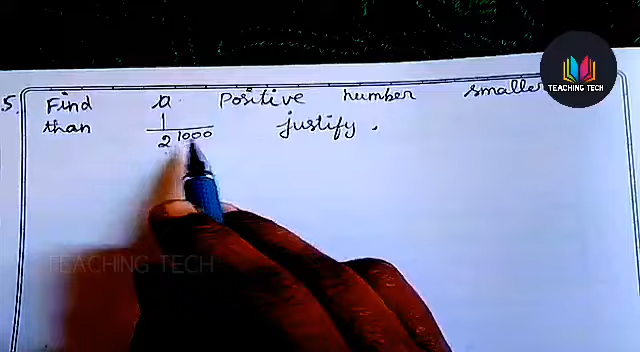 5. Find a Positive number smaller
than 1/2^1000 justify.
TEACHING TECH
TEACHING TECH